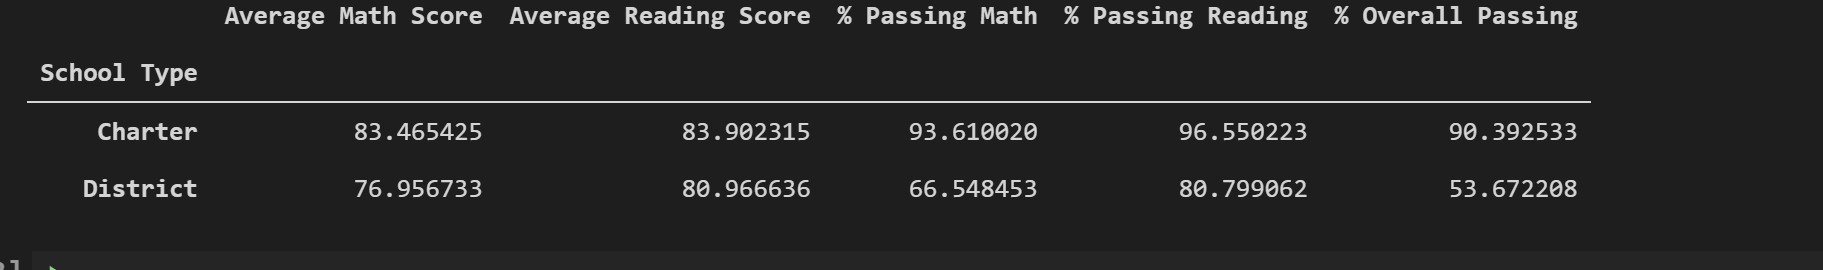 Average Math Score Average Reading Score % Passing Math % Passing Reading % Overall Passing
School Type
Charter 83.465425 83.902315 93.610020 96.550223 90.392533
District 76.956733 80.966636 66.548453 80.799062 53.672208